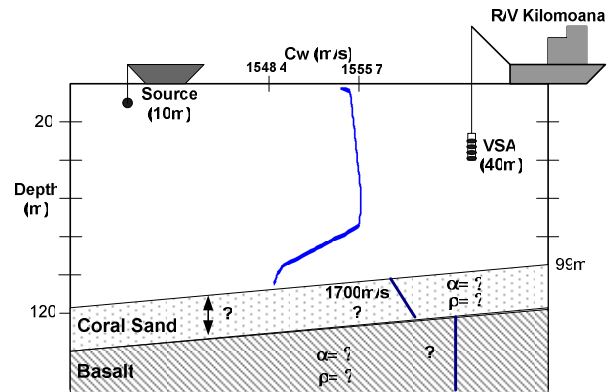 R/V Kilomoana
Cw (m/s)
1548 4
1555 7
Source
(10m)
20
VSA
(40m)
Depth
(m)
99m
1700m/s
α= ?
ρ= ?
?
?
120
Coral Sand
α= ?
ρ= ?
?
Basalt